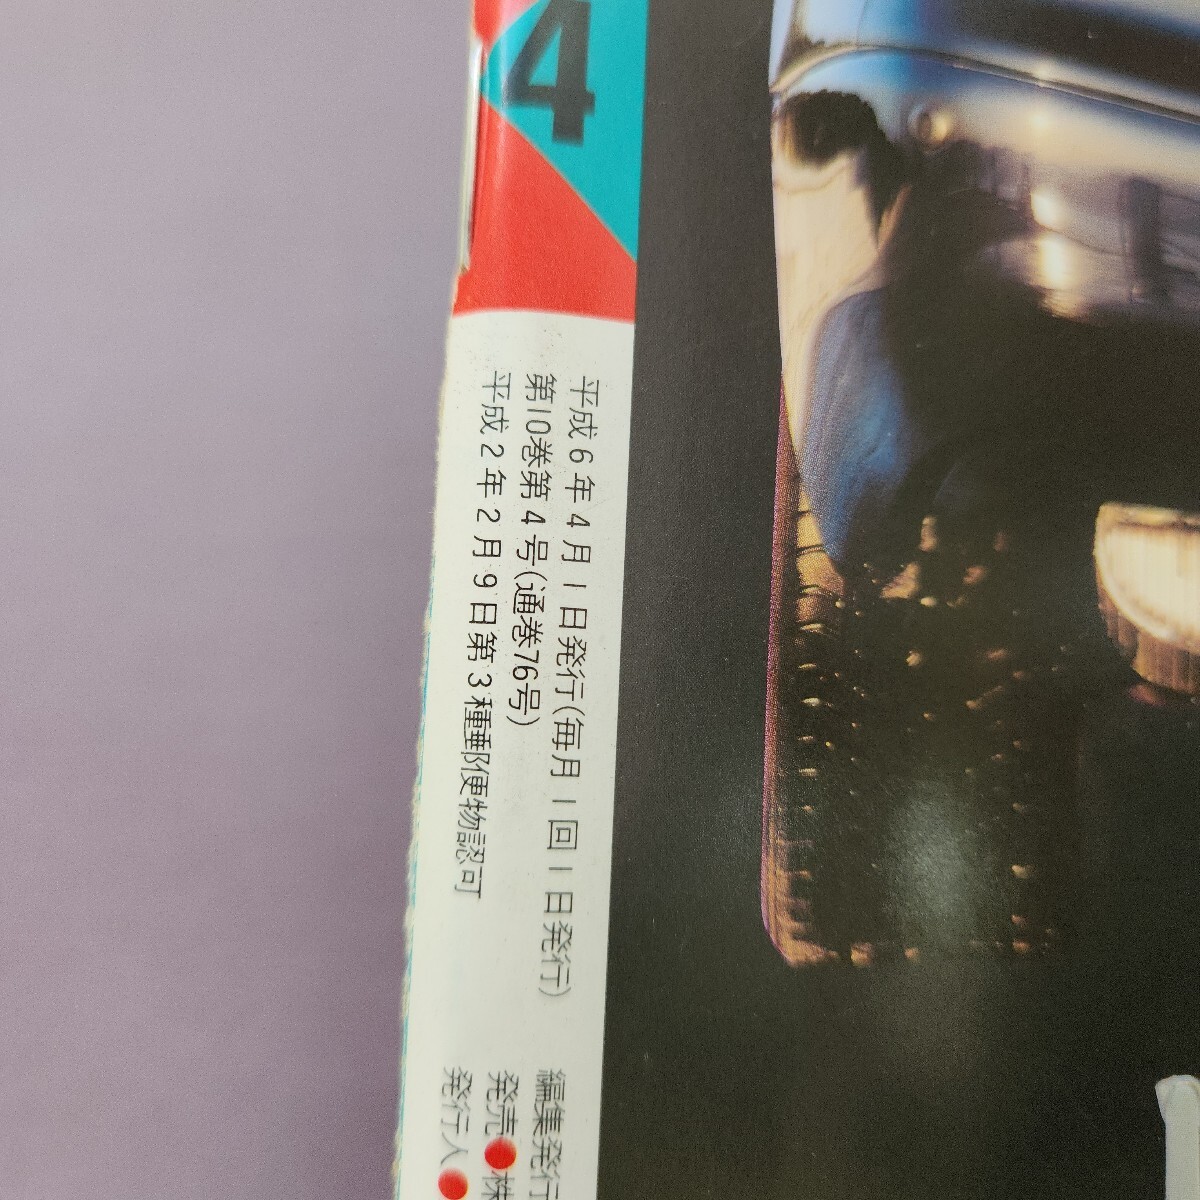 4
平成6年4月1日発行(毎月1回1日発行)
第10巻第4号(通巻76号)
平成2年2月9日第3種郵便物認可
編集発行
発売●株
発行人●